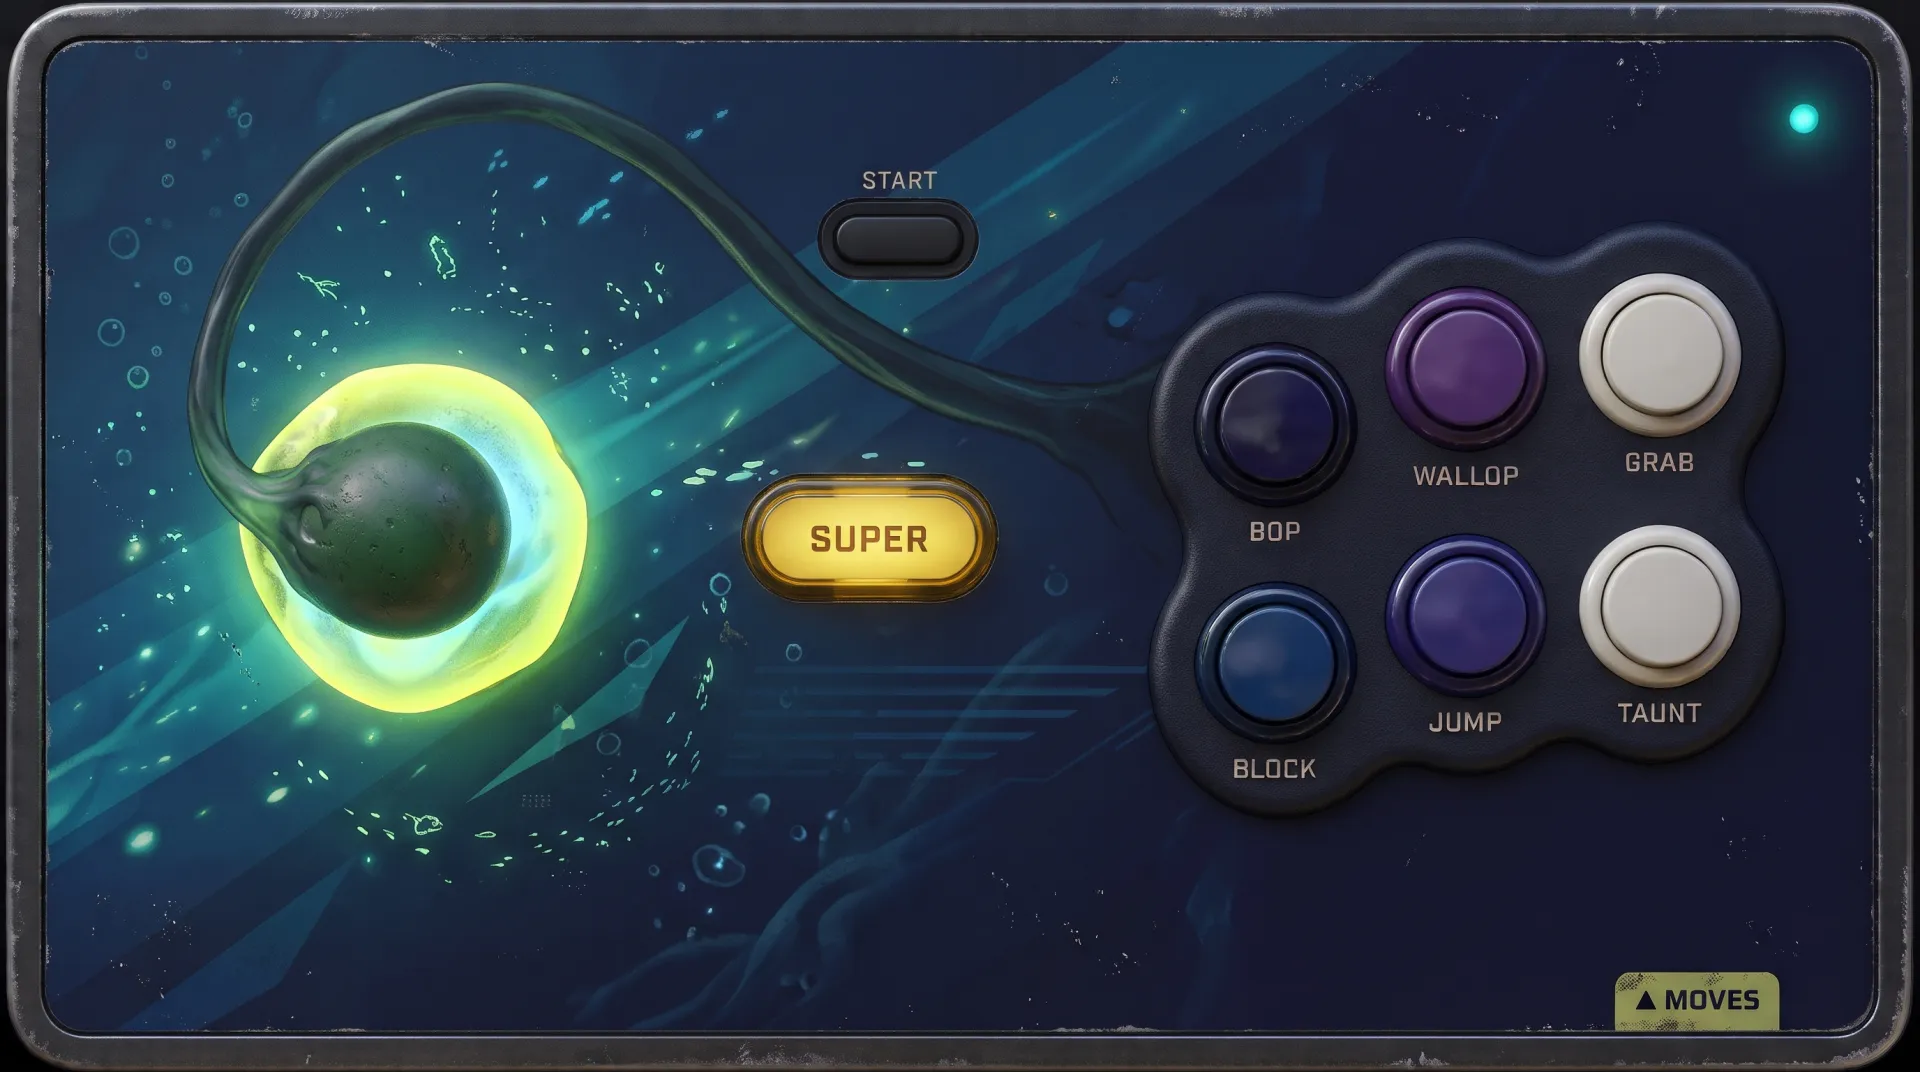 START
SUPER
BOP
WALLOP
GRAB
BLOCK
JUMP
TAUNT
▲ MOVES